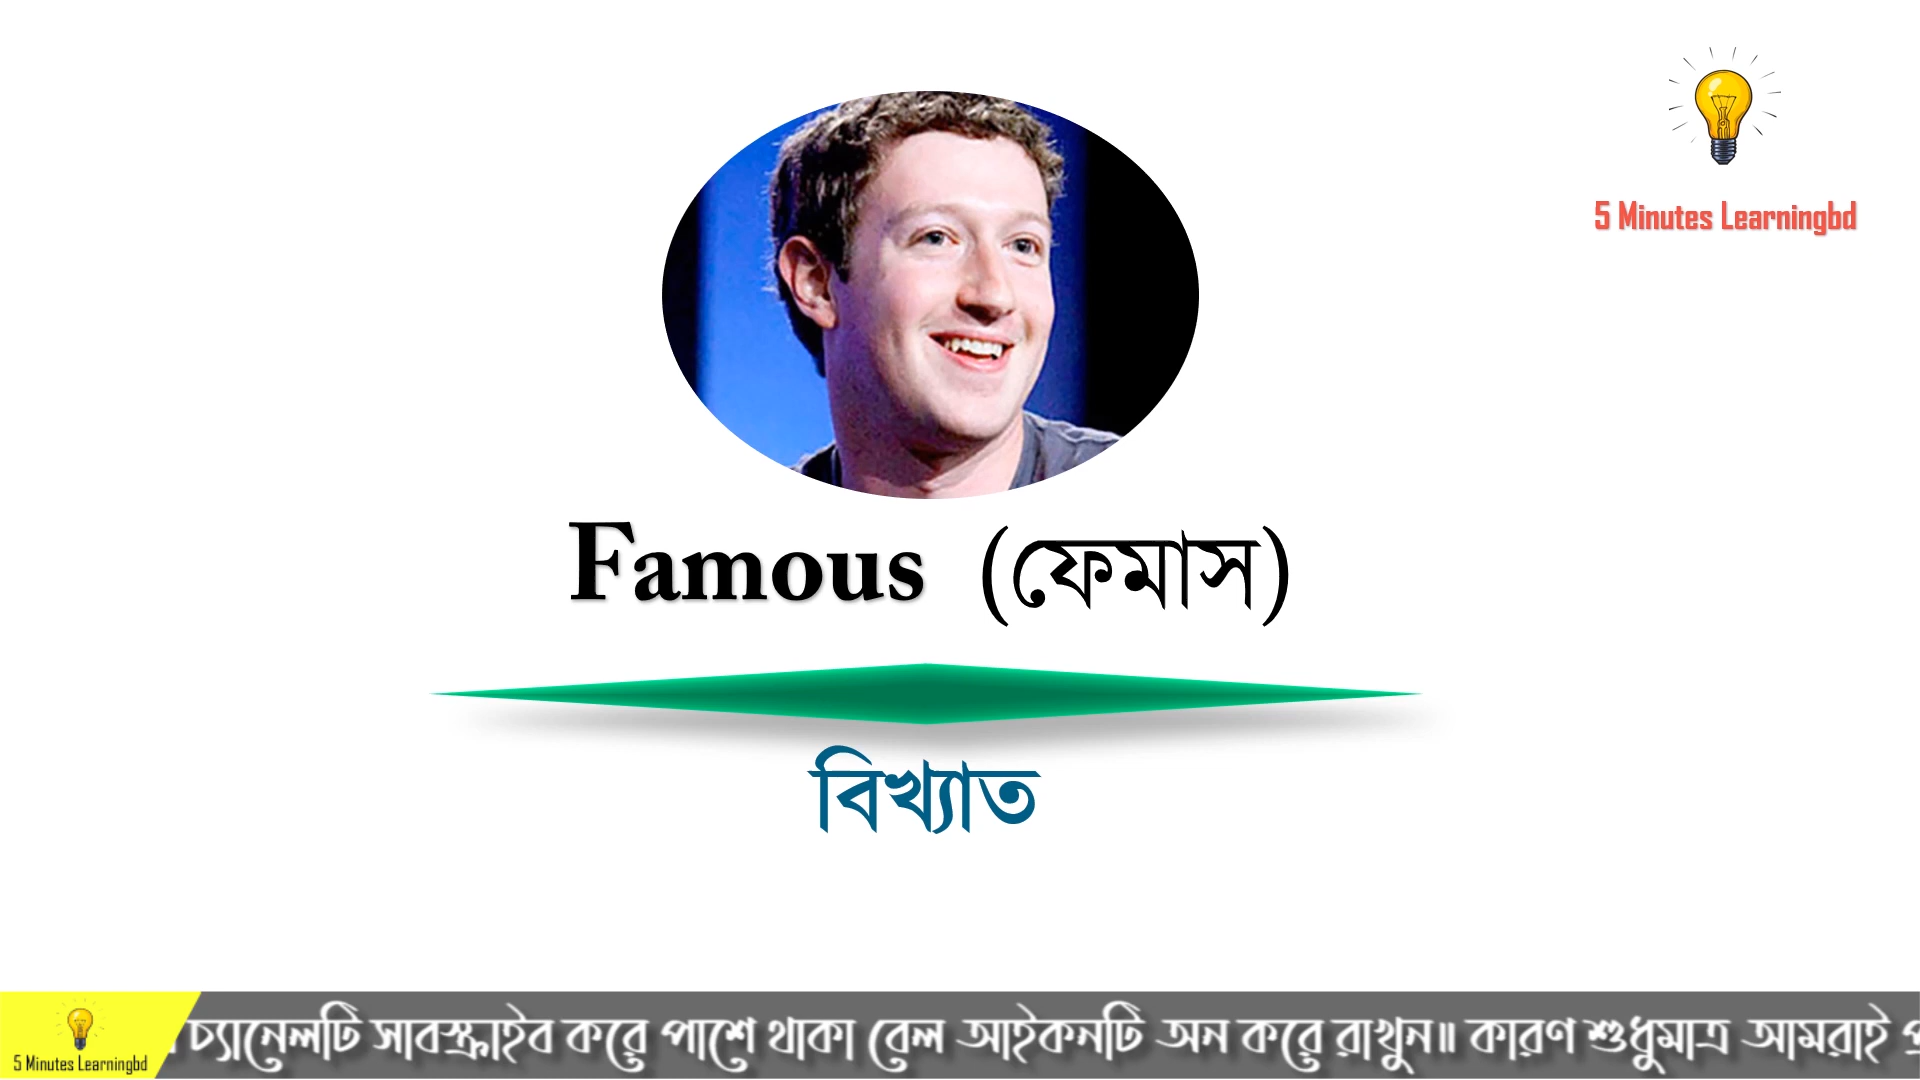 5 Minutes Learningbd
Famous (ফেমাস)
বিখ্যাত
5 Minutes Learningbd
চ্যানেলটি সাবস্ক্রাইব করে পাশে থাকা বেল আইকনটি অন করে রাখুন॥ কারণ শুধুমাত্র আমরাই